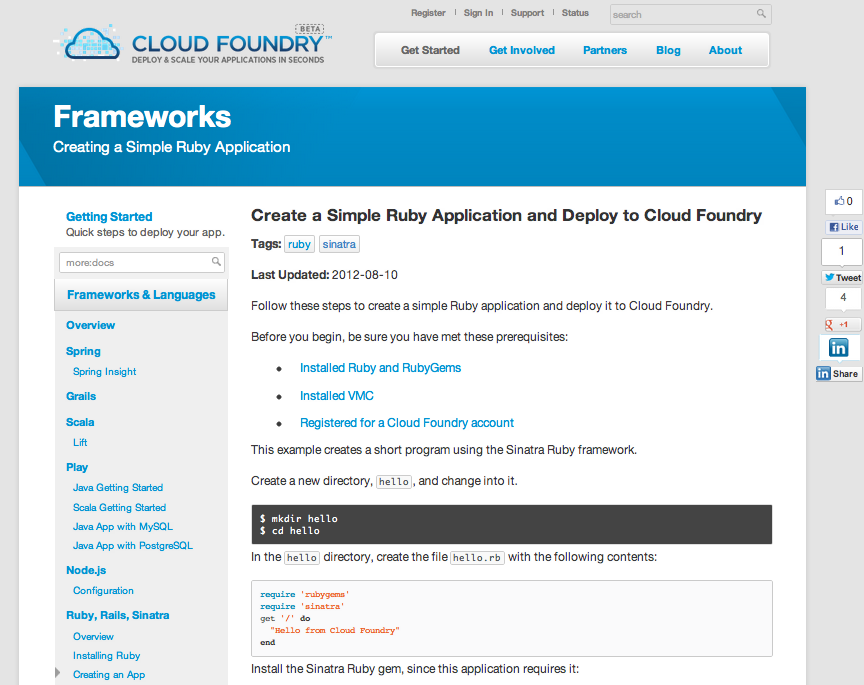 Register Sign In Support Status search
BETA
CLOUD FOUNDRY™
DEPLOY & SCALE YOUR APPLICATIONS IN SECONDS
Get Started Get Involved Partners Blog About
Frameworks
Creating a Simple Ruby Application
Getting Started
Quick steps to deploy your app.
more:docs
Frameworks & Languages
Overview
Spring
Spring Insight
Grails
Scala
Lift
Play
Java Getting Started
Scala Getting Started
Java App with MySQL
Java App with PostgreSQL
Node.js
Configuration
Ruby, Rails, Sinatra
Overview
Installing Ruby
Creating an App
Create a Simple Ruby Application and Deploy to Cloud Foundry
Tags: ruby sinatra
Last Updated: 2012-08-10
Follow these steps to create a simple Ruby application and deploy it to Cloud Foundry.
Before you begin, be sure you have met these prerequisites:
• Installed Ruby and RubyGems
• Installed VMC
• Registered for a Cloud Foundry account
This example creates a short program using the Sinatra Ruby framework.
Create a new directory, hello, and change into it.
$ mkdir hello
$ cd hello
In the hello directory, create the file hello.rb with the following contents:
require 'rubygems'
require 'sinatra'
get '/' do
  "Hello from Cloud Foundry"
end
Install the Sinatra Ruby gem, since this application requires it:
0
Like
1
Tweet
4
+1
in
in Share